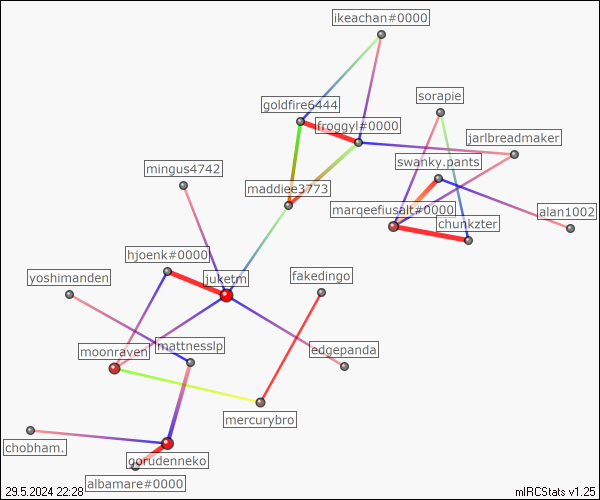 ikeachan#0000
sorapie
goldfire6444
froggyl#0000
jarlbreadmaker
mingus4742
swanky.pants
maddiee3773
marqeefiusalt#0000
alan1002
chunkzter
hjoenk#0000
yoshimanden
juketm
fakedingo
moonraven
mattnesslp
edgepanda
mercurybro
chobham.
gorudenneko
albamare#0000
29.5.2024 22:28
mIRCStats v1.25